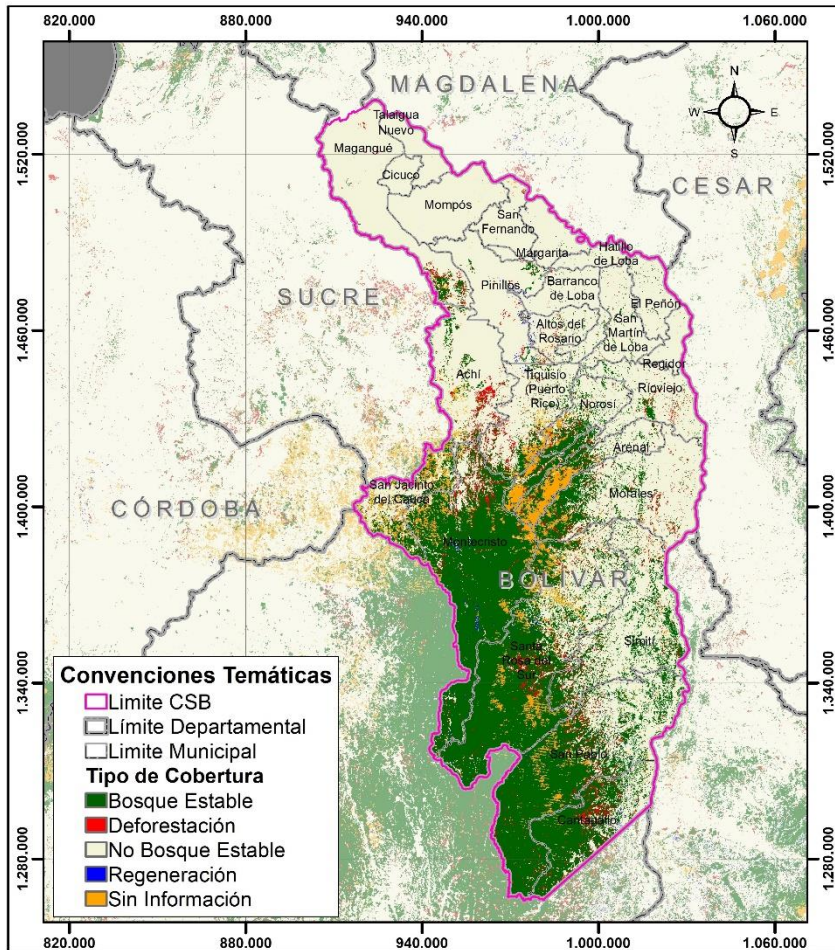 820.000 880.000 940.000 1.000.000 1.060.000
MAGDALENA
N
W E
S
Talaigua
Nuevo
Magangué
1.520.000 1.520.000
Cicuco
CESAR
Mompós
San
Fernando
Margarita
Hatillo
de Loba
SUCRE
Pinillos
Barranco
de Loba
El Peñón
1.460.000 1.460.000
Altos del
Rosario
San
Martín
de Loba
Regidor
Achí
Tiquisio
(Puerto
Rico)
Norosí
Rioviejo
Arenal
San Jacinto
del Cauca
Morales
CÓRDOBA
1.400.000 1.400.000
Montecristo
BOLÍVAR
Santa
Rosa del
Sur
Simití
1.340.000 1.340.000
San Pablo
Cantagallo
1.280.000 1.280.000
Convenciones Temáticas
Limite CSB
Límite Departamental
Limite Municipal
Tipo de Cobertura
Bosque Estable
Deforestación
No Bosque Estable
Regeneración
Sin Información
820.000 880.000 940.000 1.000.000 1.060.000